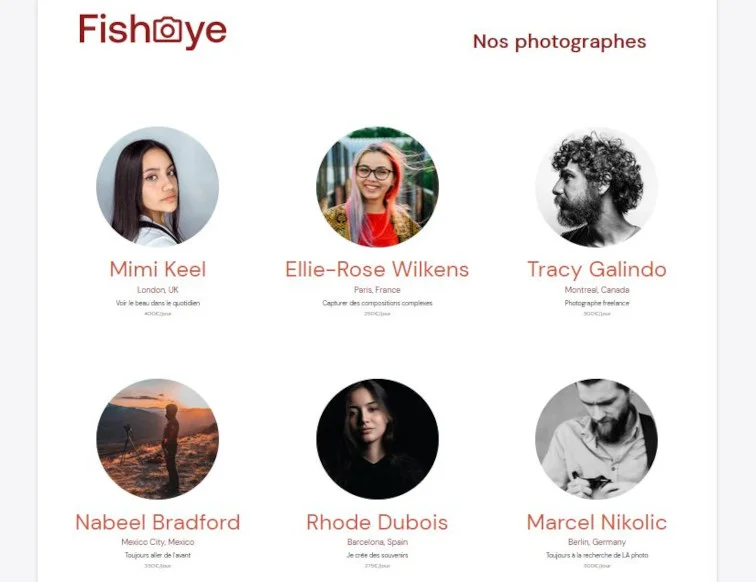 Fisheye
Nos photographes
Mimi Keel
London, UK
Voir le beau dans le quotidien
400€/jour
Ellie-Rose Wilkens
Paris, France
Capturer des compositions complexes
250€/jour
Tracy Galindo
Montreal, Canada
Photographe freelance
500€/jour
Nabeel Bradford
Mexico City, Mexico
Toujours aller de l'avant
350€/jour
Rhode Dubois
Barcelona, Spain
Je crée des souvenirs
275€/jour
Marcel Nikolic
Berlin, Germany
Toujours à la recherche de LA photo